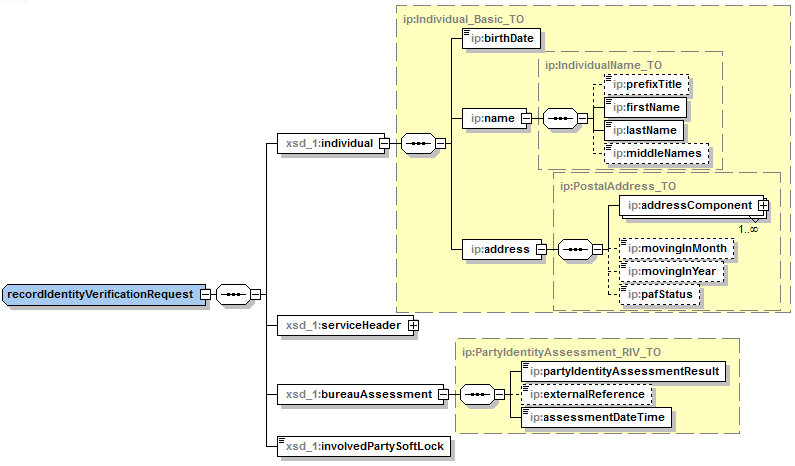 ip:Individual_Basic_TO
ip:birthDate
ip:IndividualName_TO
ip:prefixTitle
ip:firstName
ip:name
ip:lastName
ip:middleNames
xsd_1:individual
ip:PostalAddress_TO
ip:addressComponent
1..∞
ip:address
ip:movingInMonth
ip:movingInYear
ip:pafStatus
recordIdentityVerificationRequest
xsd_1:serviceHeader
ip:PartyIdentityAssessment_RIV_TO
ip:partyIdentityAssessmentResult
xsd_1:bureauAssessment
ip:externalReference
ip:assessmentDateTime
xsd_1:involvedPartySoftLock